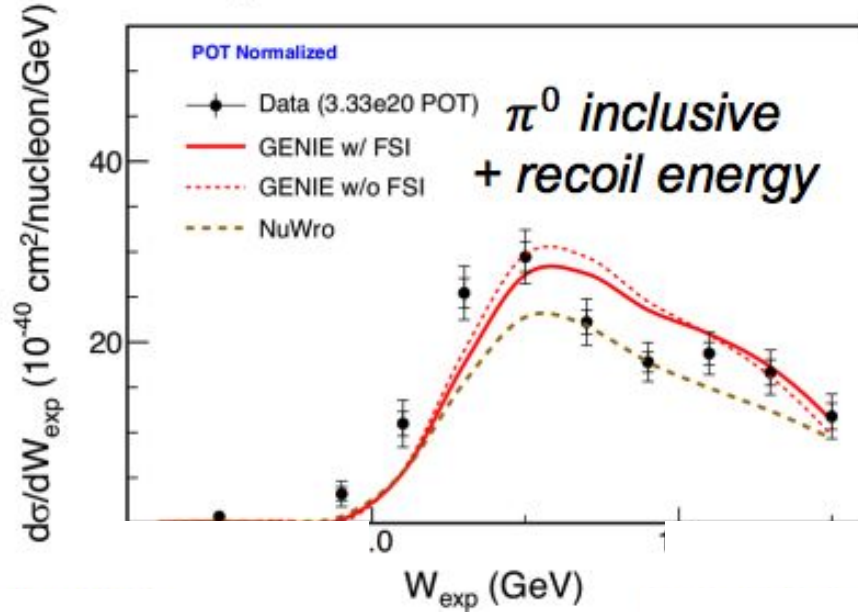 POT Normalized
Data (3.33e20 POT)
GENIE w/ FSI
GENIE w/o FSI
NuWro
π⁰ inclusive
+ recoil energy
40
20
dσ/dW_exp (10⁻⁴⁰ cm²/nucleon/GeV)
.0
W_exp (GeV)